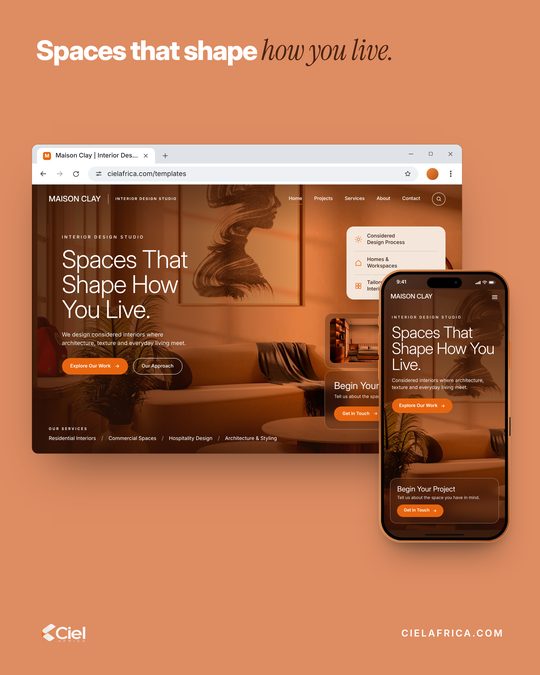 Spaces that shape how you live.
Maison Clay | Interior Des...
cielafrica.com/templates
MAISON CLAY | INTERIOR DESIGN STUDIO
Home Projects Services About Contact
INTERIOR DESIGN STUDIO
Spaces That
Shape How
You Live.
We design considered interiors where
architecture, texture and everyday living meet.
Explore Our Work → Our Approach
Considered
Design Process
Homes &
Workspaces
Begin Your
Get in Touch →
OUR SERVICES
Residential Interiors / Commercial Spaces / Hospitality Design / Architecture & Styling
9:41
MAISON CLAY
INTERIOR DESIGN STUDIO
Spaces That
Shape How You
Live.
Considered interiors where architecture,
texture and everyday living meet.
Explore Our Work →
Begin Your Project
Tell us about the space you have in mind.
Get in Touch →
Ciel
CIELAFRICA.COM